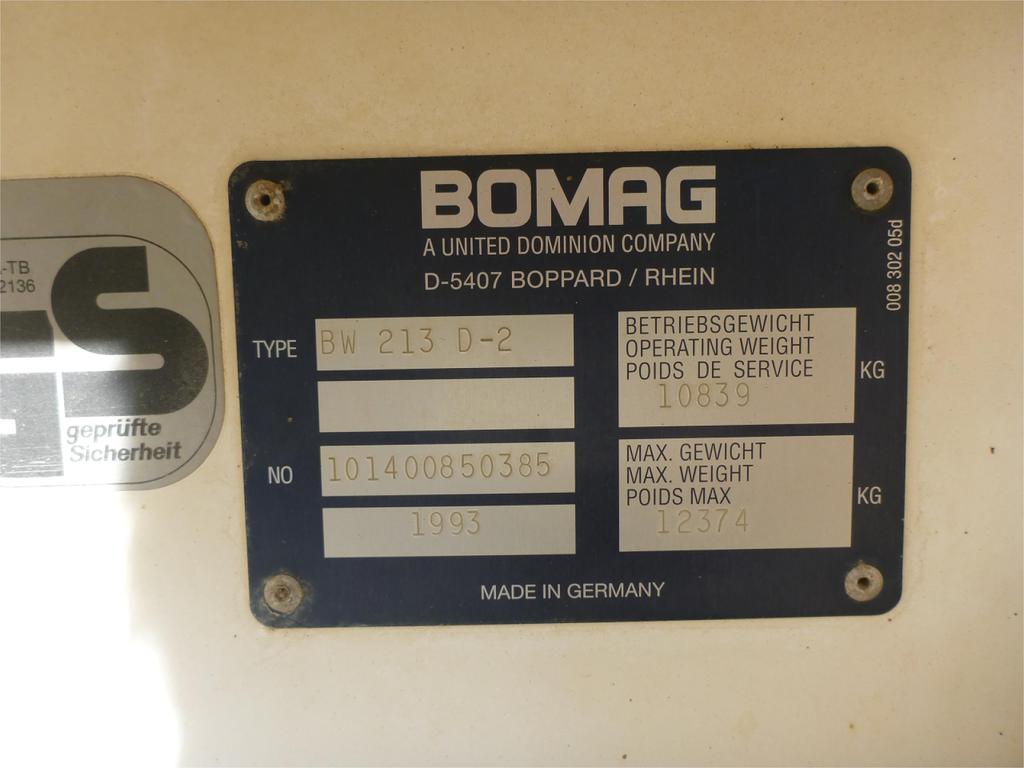 BOMAG
A UNITED DOMINION COMPANY
D-5407 BOPPARD / RHEIN
008 302 05d
TYPE BW 213 D-2
BETRIEBSGEWICHT
OPERATING WEIGHT
POIDS DE SERVICE
10839 KG
NO 101400850385
1993
MAX. GEWICHT
MAX. WEIGHT
POIDS MAX
12374 KG
MADE IN GERMANY
-TB
2136
GS
geprüfte
Sicherheit